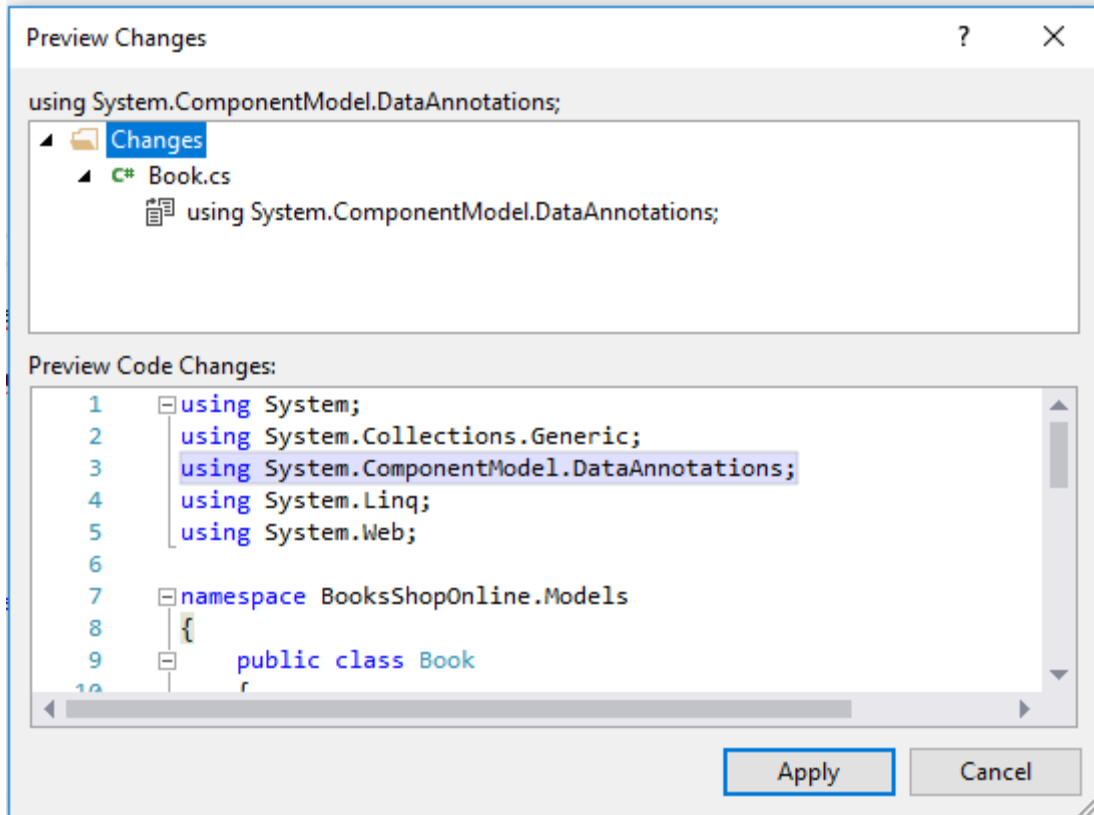 Preview Changes ?
using System.ComponentModel.DataAnnotations;
Changes
C# Book.cs
using System.ComponentModel.DataAnnotations;
Preview Code Changes:
1 using System;
2 using System.Collections.Generic;
3 using System.ComponentModel.DataAnnotations;
4 using System.Linq;
5 using System.Web;
6
7 namespace BooksShopOnline.Models
8 {
9 public class Book
10 {
Apply Cancel